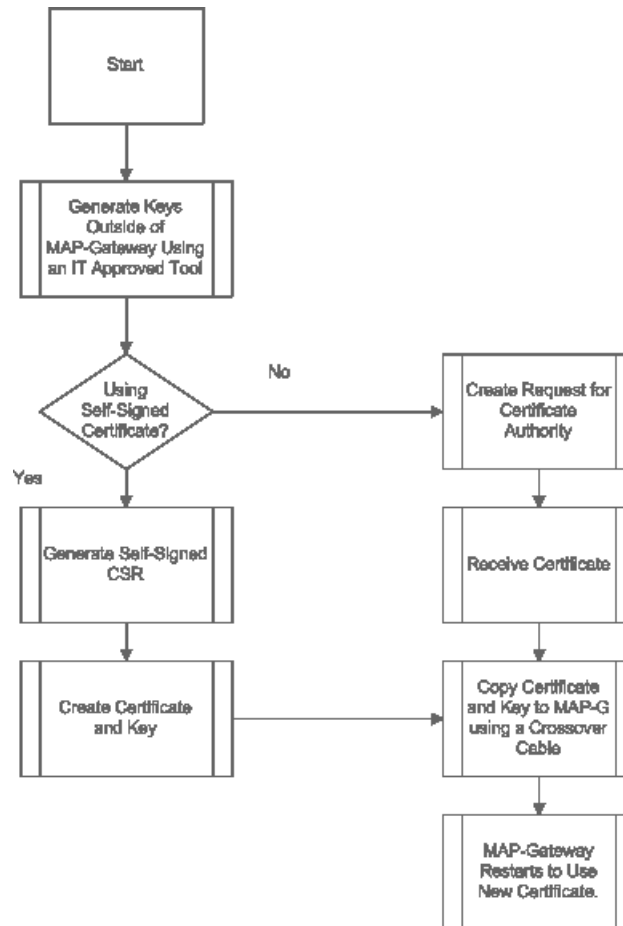 Start
Generate Keys
Outside of
MAP-Gateway Using
an IT Approved Tool
Using
Self-Signed
Certificate?
No
Yes
Create Request for
Certificate
Authority
Generate Self-Signed
CSR
Receive Certificate
Create Certificate
and Key
Copy Certificate
and Key to MAP-G
using a Crossover
Cable
MAP-Gateway
Restarts to Use
New Certificate.